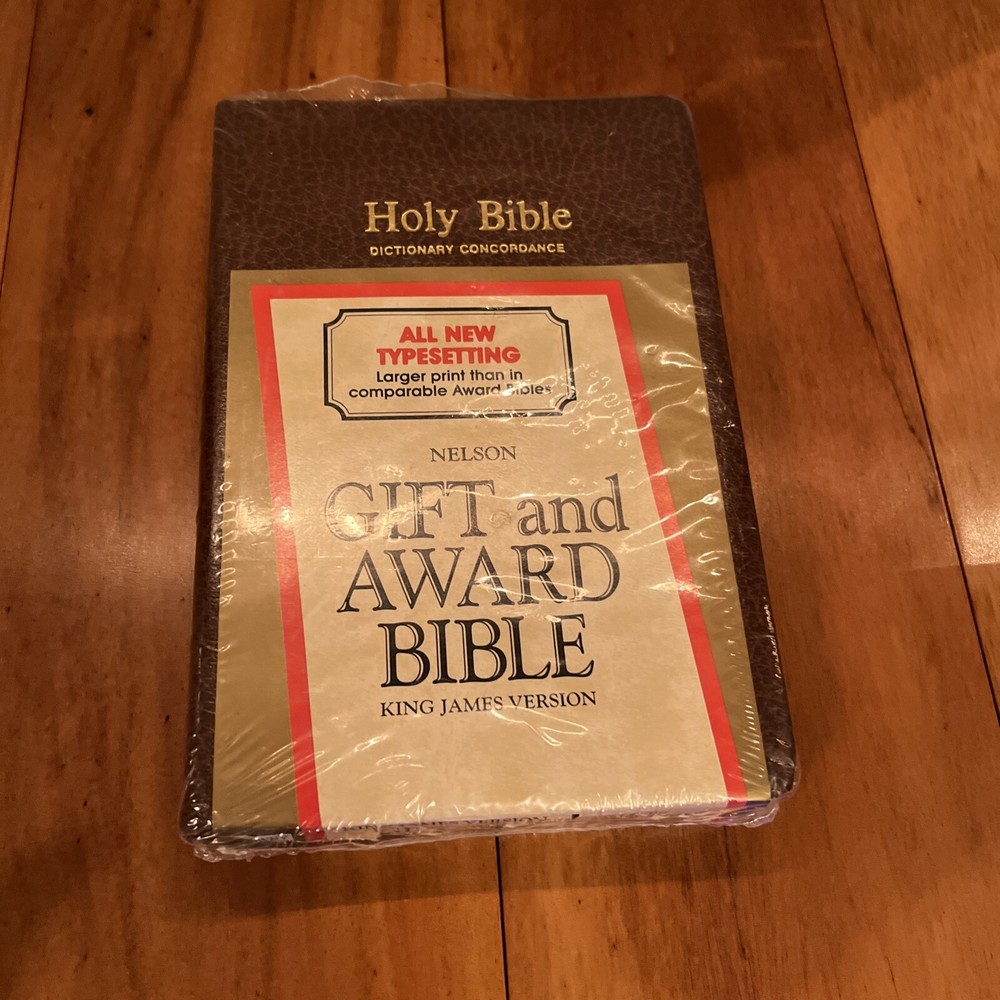 Holy Bible
DICTIONARY CONCORDANCE
ALL NEW
TYPESETTING
Larger print than in
comparable Award Bibles
NELSON
GIFT and
AWARD
BIBLE
KING JAMES VERSION